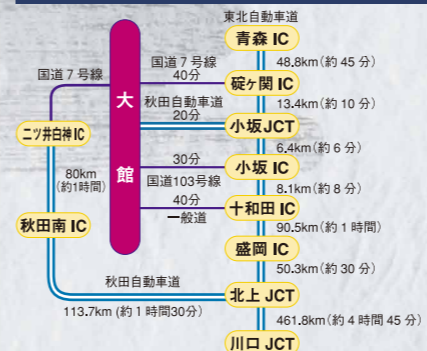 東北自動車道
青森 IC
48.8km(約 45 分)
国道7号線
国道7号線
40分
碇ヶ関 IC
13.4km(約 10 分)
大館
秋田自動車道
20分
小坂JCT
6.4km(約 6 分)
二ツ井白神 IC
30分
小坂 IC
国道103号線
8.1km(約 8 分)
80km
(約1時間)
40分
一般道
十和田 IC
90.5km(約 1 時間)
秋田南 IC
盛岡 IC
50.3km(約 30 分)
秋田自動車道
北上 JCT
113.7km (約 1 時間30分)
461.8km(約 4 時間 45 分)
川口 JCT